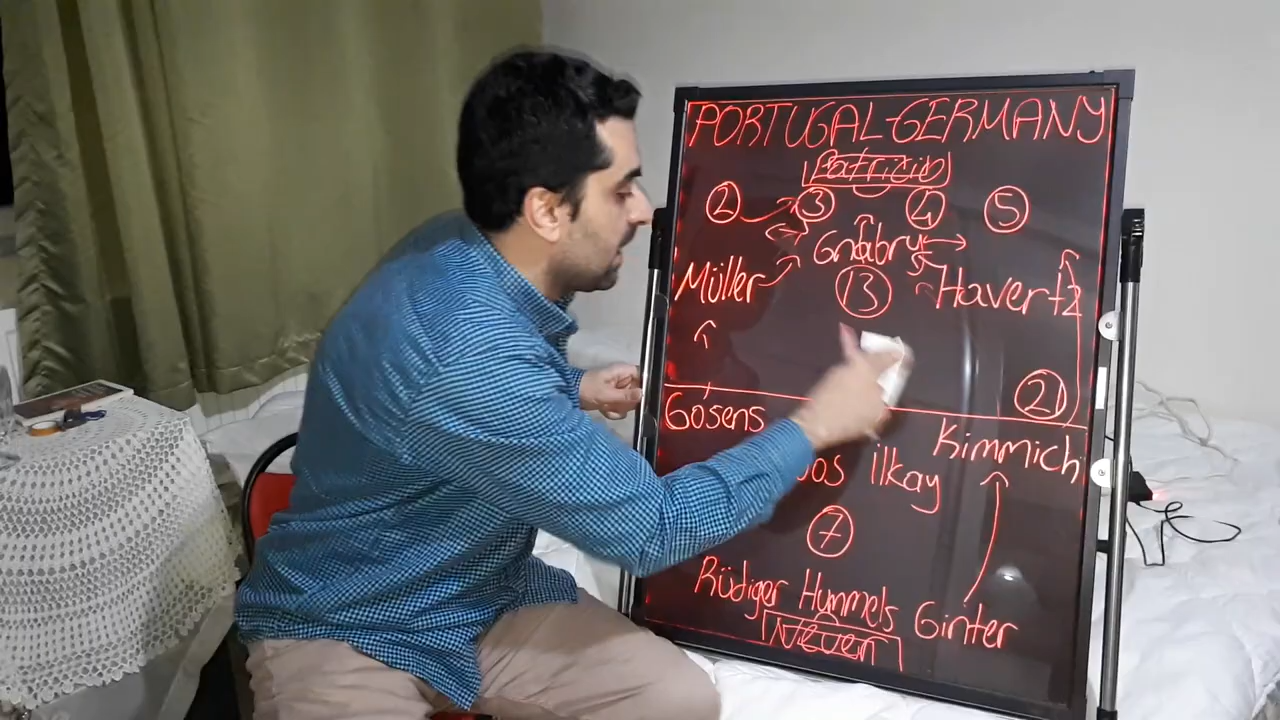 PORTUGAL-GERMANY
Patricio
2 3 4 5
Gnabry
Müller 13 Havertz
21
Gosens
Kimmich
ilkay
7
Rüdiger Hummels Ginter
Neuer